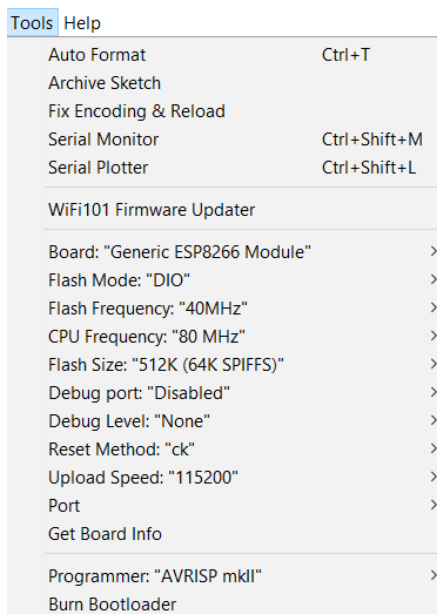 Tools Help
Auto Format Ctrl+T
Archive Sketch
Fix Encoding & Reload
Serial Monitor Ctrl+Shift+M
Serial Plotter Ctrl+Shift+L
WiFi101 Firmware Updater
Board: "Generic ESP8266 Module"
Flash Mode: "DIO"
Flash Frequency: "40MHz"
CPU Frequency: "80 MHz"
Flash Size: "512K (64K SPIFFS)"
Debug port: "Disabled"
Debug Level: "None"
Reset Method: "ck"
Upload Speed: "115200"
Port
Get Board Info
Programmer: "AVRISP mkII"
Burn Bootloader